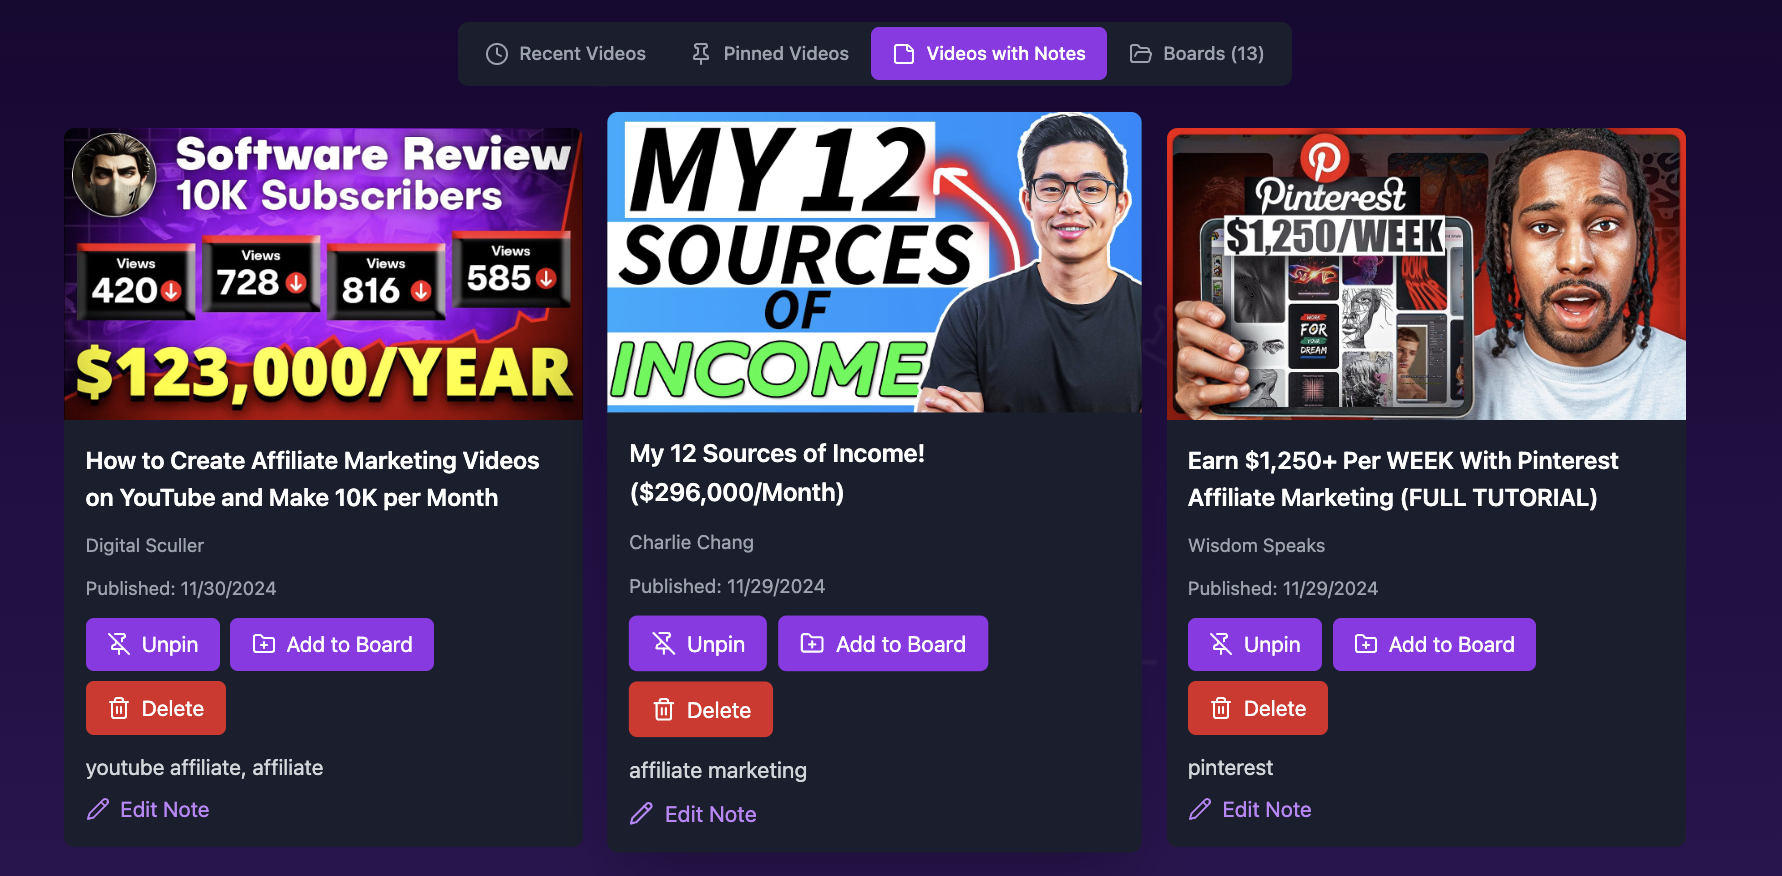 Recent Videos
Pinned Videos
Videos with Notes
Boards (13)
Software Review
10K Subscribers
Views
420
Views
728
Views
816
Views
585
$123,000/YEAR
How to Create Affiliate Marketing Videos
on YouTube and Make 10K per Month
Digital Sculler
Published: 11/30/2024
Unpin
Add to Board
Delete
youtube affiliate, affiliate
Edit Note
MY 12
SOURCES
OF
INCOME
My 12 Sources of Income!
($296,000/Month)
Charlie Chang
Published: 11/29/2024
Unpin
Add to Board
Delete
affiliate marketing
Edit Note
Pinterest
$1,250/WEEK
WORK
FOR
YOUR
DREAM
Earn $1,250+ Per WEEK With Pinterest
Affiliate Marketing (FULL TUTORIAL)
Wisdom Speaks
Published: 11/29/2024
Unpin
Add to Board
Delete
pinterest
Edit Note